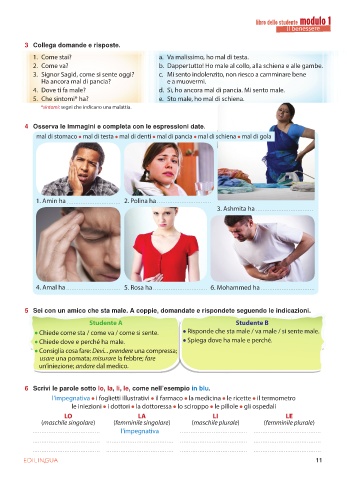 libro dello studente modulo 1
Il benessere
3 Collega domande e risposte.
1. Come stai?
2. Come va?
3. Signor Sagid, come si sente oggi?
Ha ancora mal di pancia?
4. Dove ti fa male?
5. Che sintomi* ha?
*sintomi: segni che indicano una malattia.
a. Va malissimo, ho mal di testa.
b. Dappertutto! Ho male al collo, alla schiena e alle gambe.
c. Mi sento indolenzito, non riesco a camminare bene
e a muovermi.
d. Sì, ho ancora mal di pancia. Mi sento male.
e. Sto male, ho mal di schiena.
4 Osserva le immagini e completa con le espressioni date.
mal di stomaco • mal di testa • mal di denti • mal di pancia • mal di schiena • mal di gola
1. Amin ha
2. Polina ha
3. Ashmita ha
4. Amal ha
5. Rosa ha
6. Mohammed ha
5 Sei con un amico che sta male. A coppie, domandate e rispondete seguendo le indicazioni.
Studente A
• Chiede come sta / come va / come si sente.
• Chiede dove e perché ha male.
• Consiglia cosa fare: Devi... prendere una compressa;
usare una pomata; misurare la febbre; fare
un'iniezione; andare dal medico.
Studente B
• Risponde che sta male / va male / si sente male.
• Spiega dove ha male e perché.
6 Scrivi le parole sotto lo, la, li, le, come nell'esempio in blu.
l'impegnativa • i foglietti illustrativi • il farmaco • la medicina • le ricette • il termometro
le iniezioni • i dottori • la dottoressa • lo sciroppo • le pillole • gli ospedali
LO LA LI LE
(maschile singolare) (femminile singolare) (maschile plurale) (femminile plurale)
l'impegnativa
EDILINGUA 11